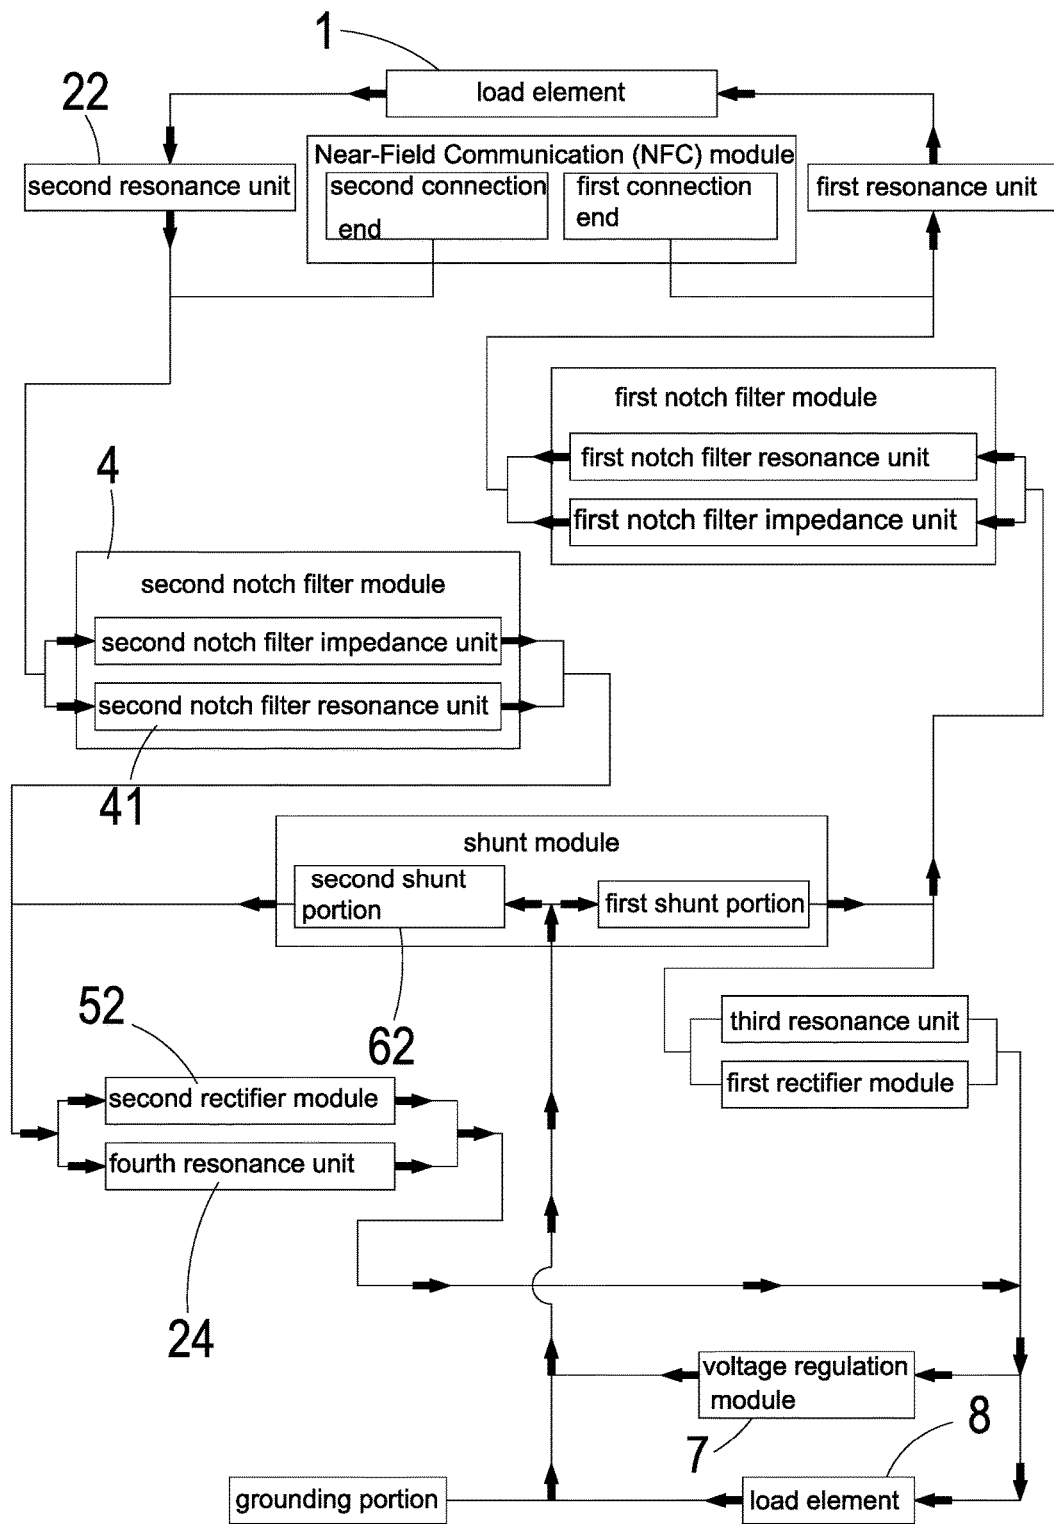 1
load element
22
Near-Field Communication (NFC) module
second resonance unit
second connection
end
first connection
end
first resonance unit
first notch filter module
first notch filter resonance unit
first notch filter impedance unit
4
second notch filter module
second notch filter impedance unit
second notch filter resonance unit
41
shunt module
second shunt
portion
first shunt portion
52
62
third resonance unit
first rectifier module
second rectifier module
fourth resonance unit
24
voltage regulation
module
7
8
grounding portion
load element